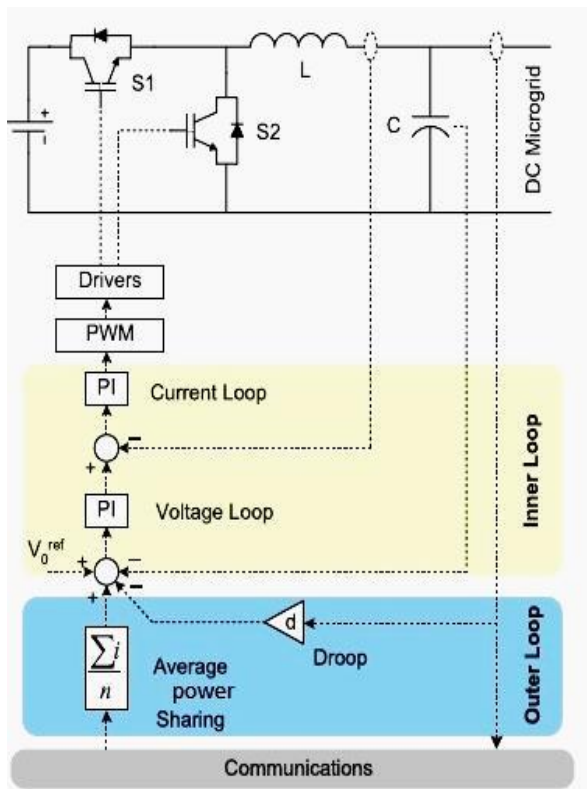 S1
L
S2
C
DC Microgrid
+
−
Drivers
PWM
PI
Current Loop
−
+
PI
Voltage Loop
Inner Loop
V₀ʳᵉᶠ
+
−
−
+
d
Droop
∑i
n
Average
power
Sharing
Outer Loop
Communications